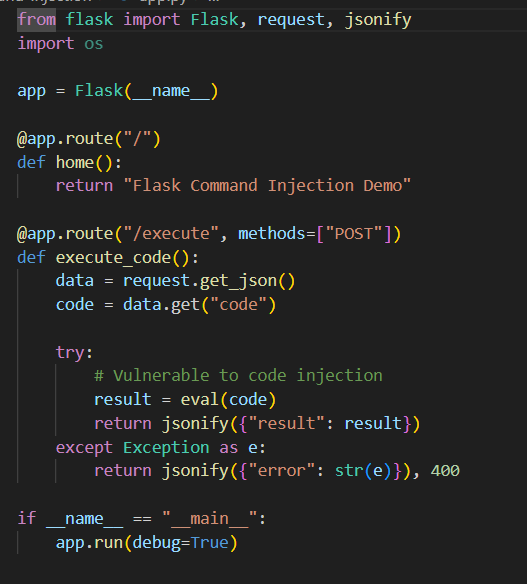 from flask import Flask, request, jsonify
import os
app = Flask(__name__)
@app.route("/")
def home():
    return "Flask Command Injection Demo"
@app.route("/execute", methods=["POST"])
def execute_code():
    data = request.get_json()
    code = data.get("code")
    try:
        # Vulnerable to code injection
        result = eval(code)
        return jsonify({"result": result})
    except Exception as e:
        return jsonify({"error": str(e)}), 400
if __name__ == "__main__":
    app.run(debug=True)